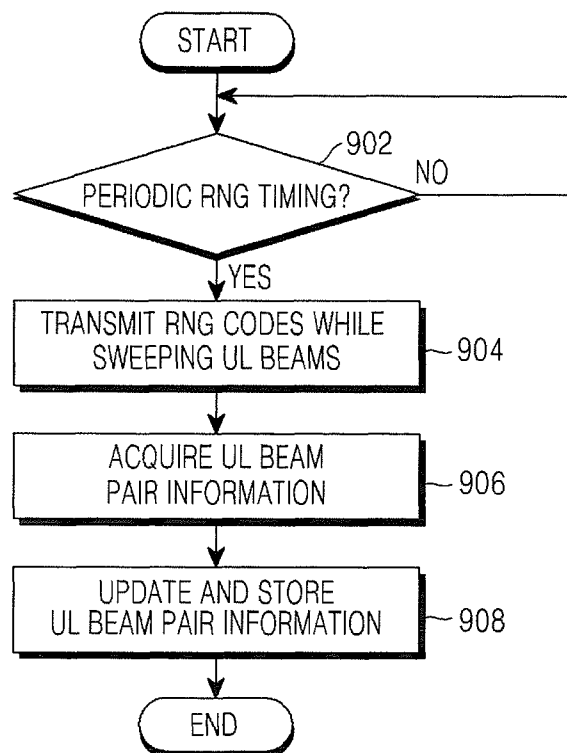 START
902
PERIODIC RNG TIMING?
NO
YES
TRANSMIT RNG CODES WHILE
SWEEPING UL BEAMS
904
ACQUIRE UL BEAM
PAIR INFORMATION
906
UPDATE AND STORE
UL BEAM PAIR INFORMATION
908
END